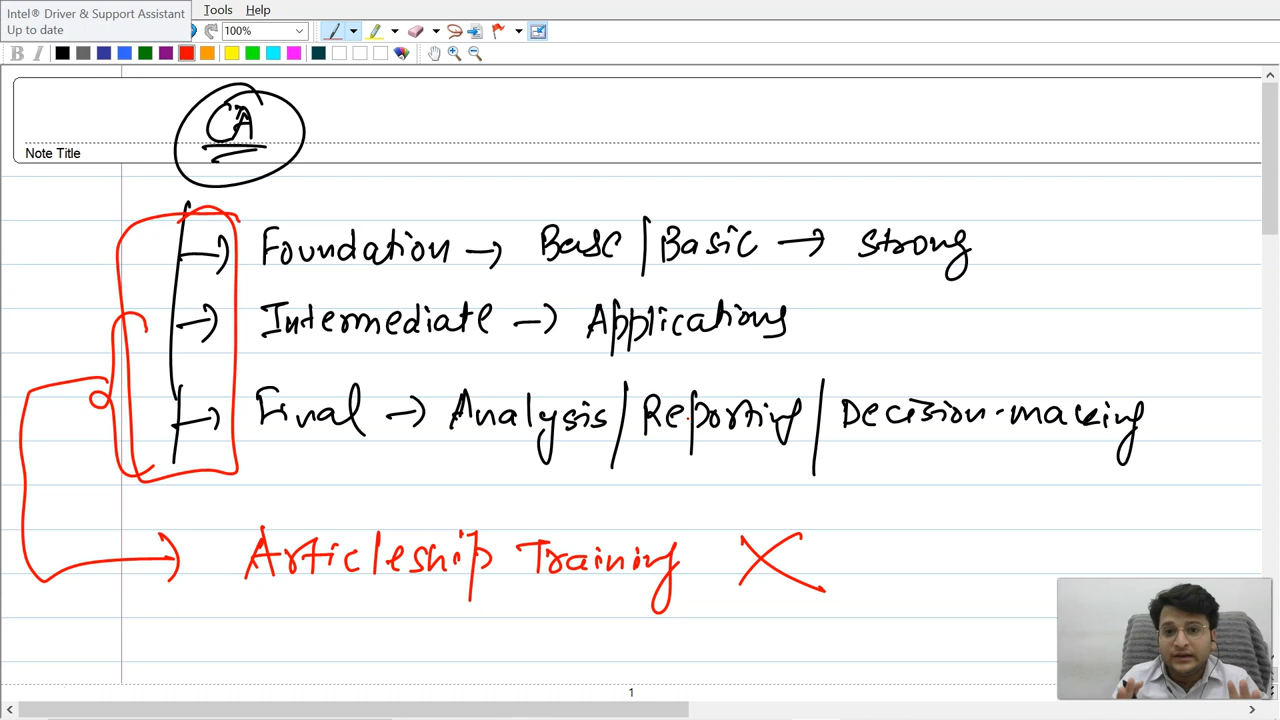 Intel® Driver & Support Assistant
Up to date
Tools Help
100%
B I
CA
Note Title
Foundation → Base | Basic → Strong
Intermediate → Applications
Final → Analysis | Reporting | Decision-making
Articleship Training X
1